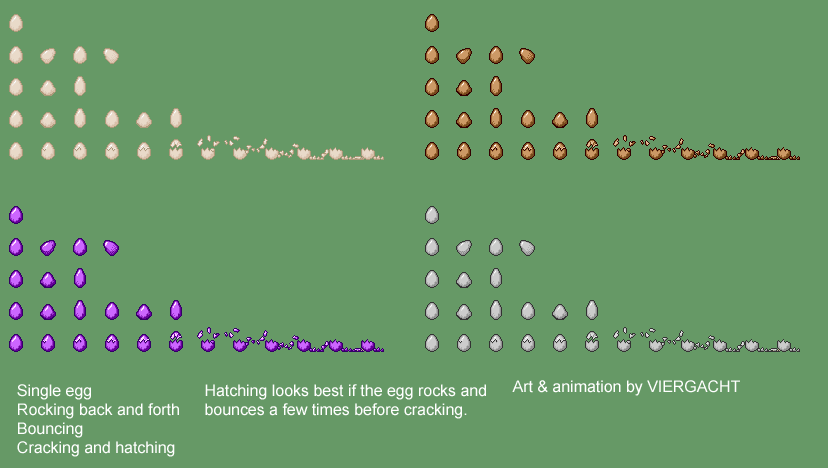 Single egg
Rocking back and forth
Bouncing
Cracking and hatching
Hatching looks best if the egg rocks and
bounces a few times before cracking.
Art & animation by VIERGACHT